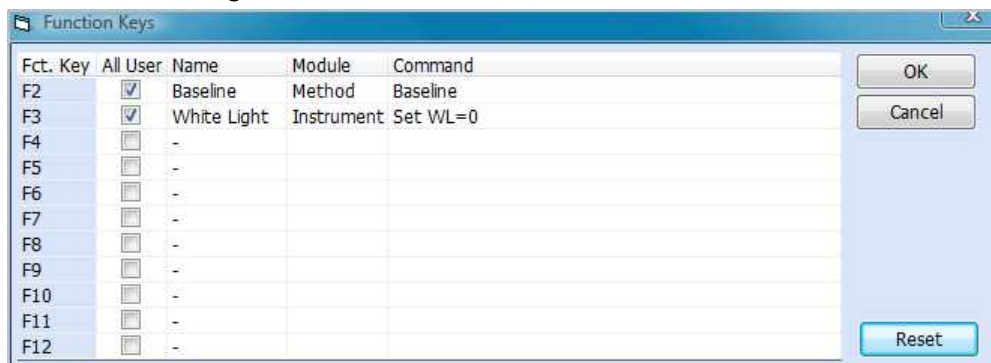 Function Keys
Fct. Key All User Name Module Command
F2 Baseline Method Baseline
F3 White Light Instrument Set WL=0
F4 -
F5 -
F6 -
F7 -
F8 -
F9 -
F10 -
F11 -
F12 -
OK
Cancel
Reset